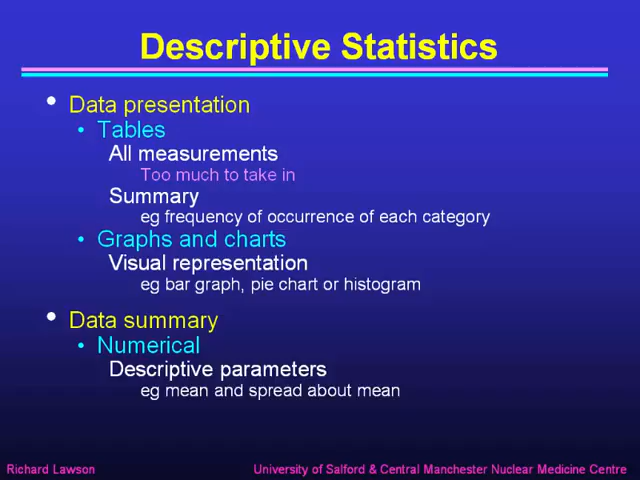 Descriptive Statistics
• Data presentation
• Tables
All measurements
Too much to take in
Summary
eg frequency of occurrence of each category
• Graphs and charts
Visual representation
eg bar graph, pie chart or histogram
• Data summary
• Numerical
Descriptive parameters
eg mean and spread about mean
Richard Lawson
University of Salford & Central Manchester Nuclear Medicine Centre